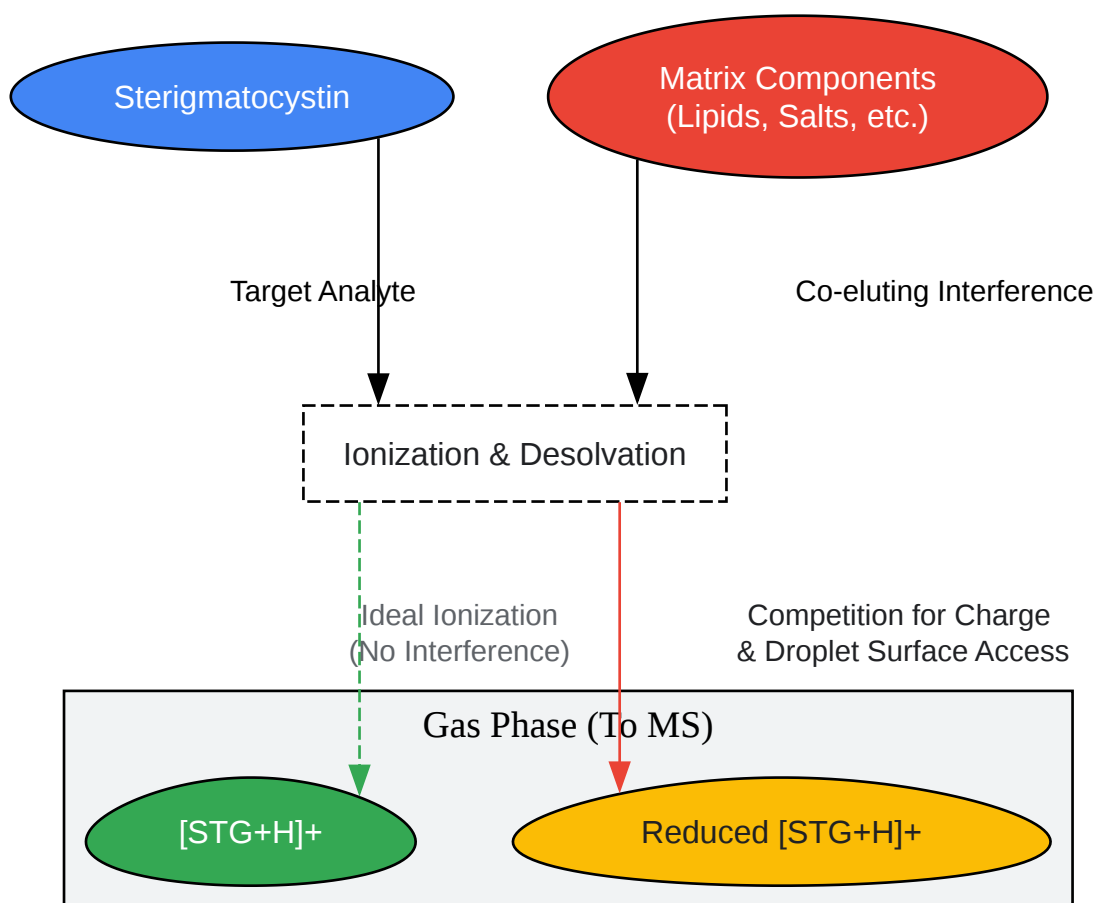 Sterigmatocystin
Matrix Components
(Lipids, Salts, etc.)
Target Analyte
Co-eluting Interference
Ionization & Desolvation
Ideal Ionization
(No Interference)
Competition for Charge
& Droplet Surface Access
Gas Phase (To MS)
[STG+H]+
Reduced [STG+H]+